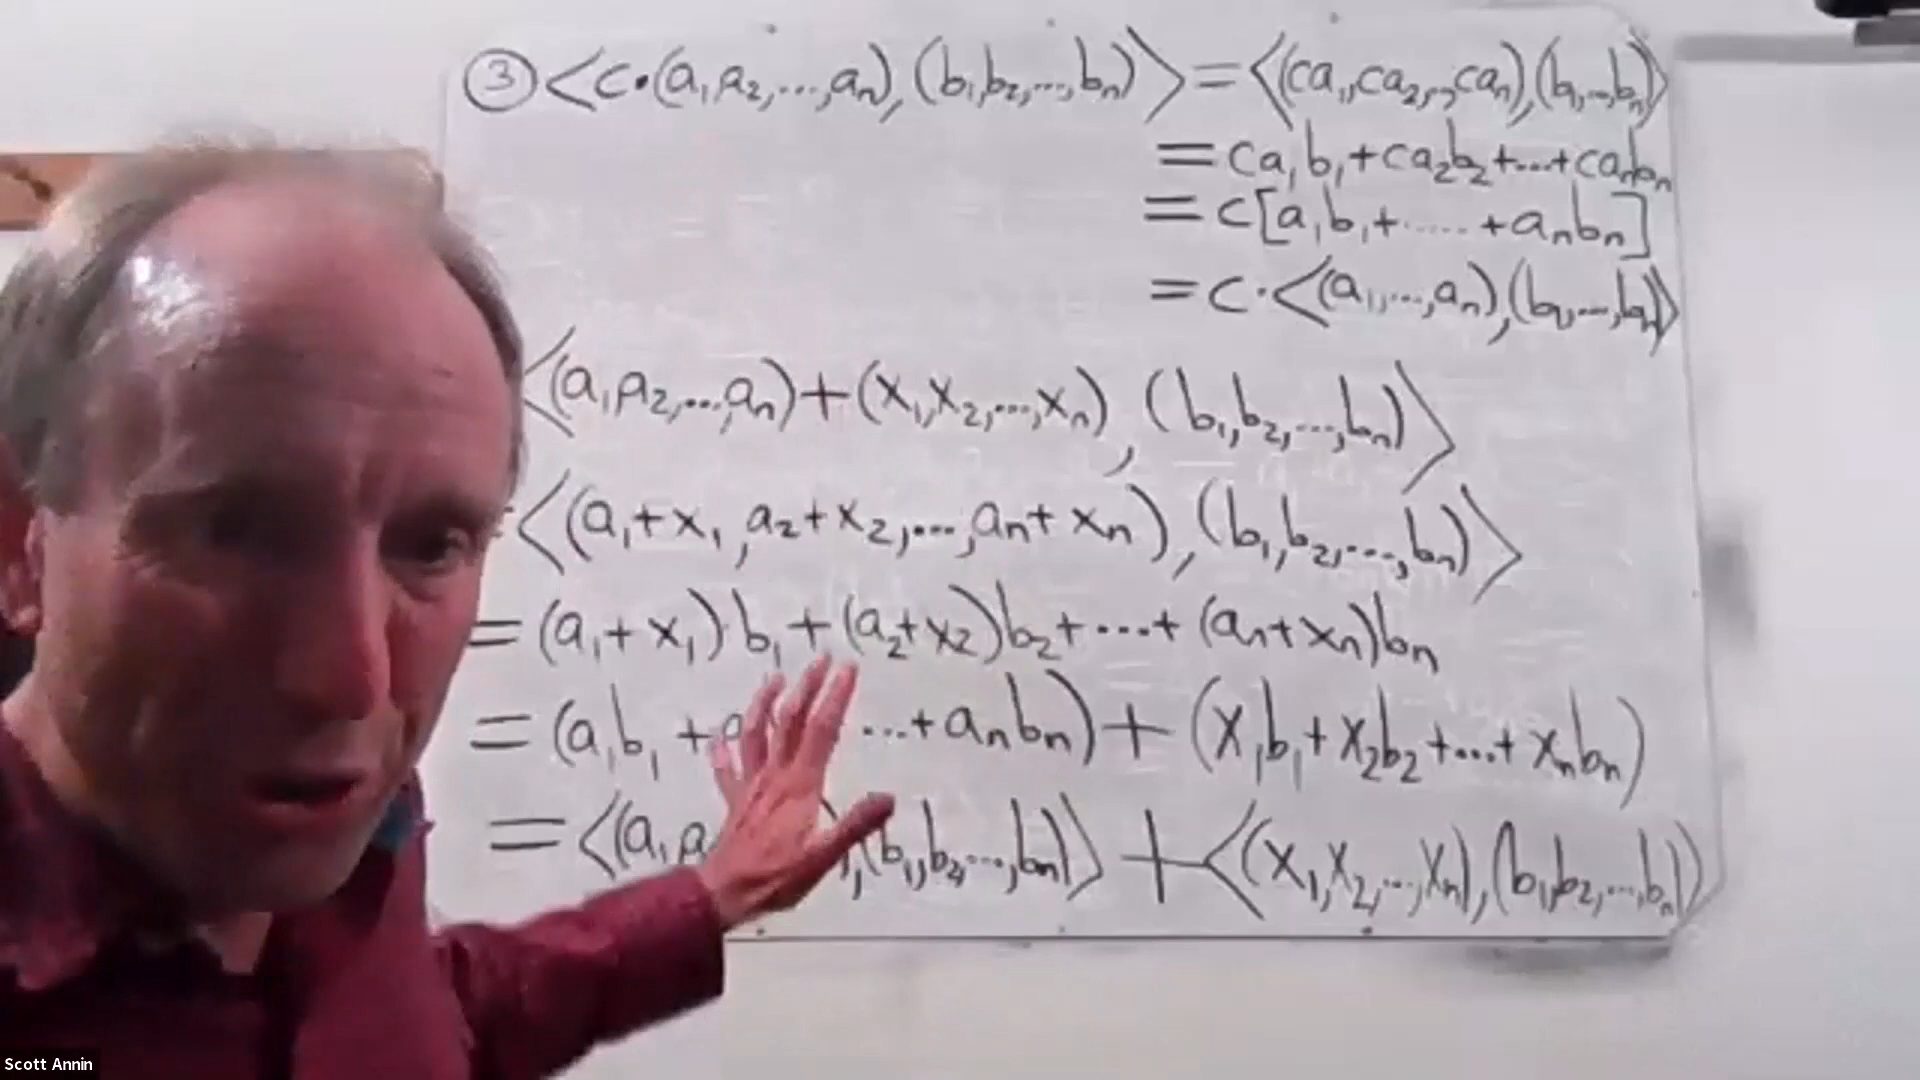 ③ <c·(a₁,a₂,...,aₙ), (b₁,b₂,...,bₙ)> = <(ca₁,ca₂,..,caₙ),(b₁,...,bₙ)>
= ca₁b₁+ca₂b₂+...+caₙbₙ
= c[a₁b₁+......+aₙbₙ]
= c·<(a₁,...,aₙ),(b₁,...,bₙ)>
<(a₁,a₂,...,aₙ)+(x₁,x₂,...,xₙ), (b₁,b₂,...,bₙ)>
<(a₁+x₁,a₂+x₂,...,aₙ+xₙ), (b₁,b₂,...,bₙ)>
= (a₁+x₁)b₁+(a₂+x₂)b₂+...+(aₙ+xₙ)bₙ
= (a₁b₁+ ...+aₙbₙ)+(x₁b₁+x₂b₂+...+xₙbₙ)
= <(a₁,a ),(b₁,b₂,...,bₙ)> + <(x₁,x₂,...,xₙ),(b₁,b₂,...,bₙ)>
Scott Annin